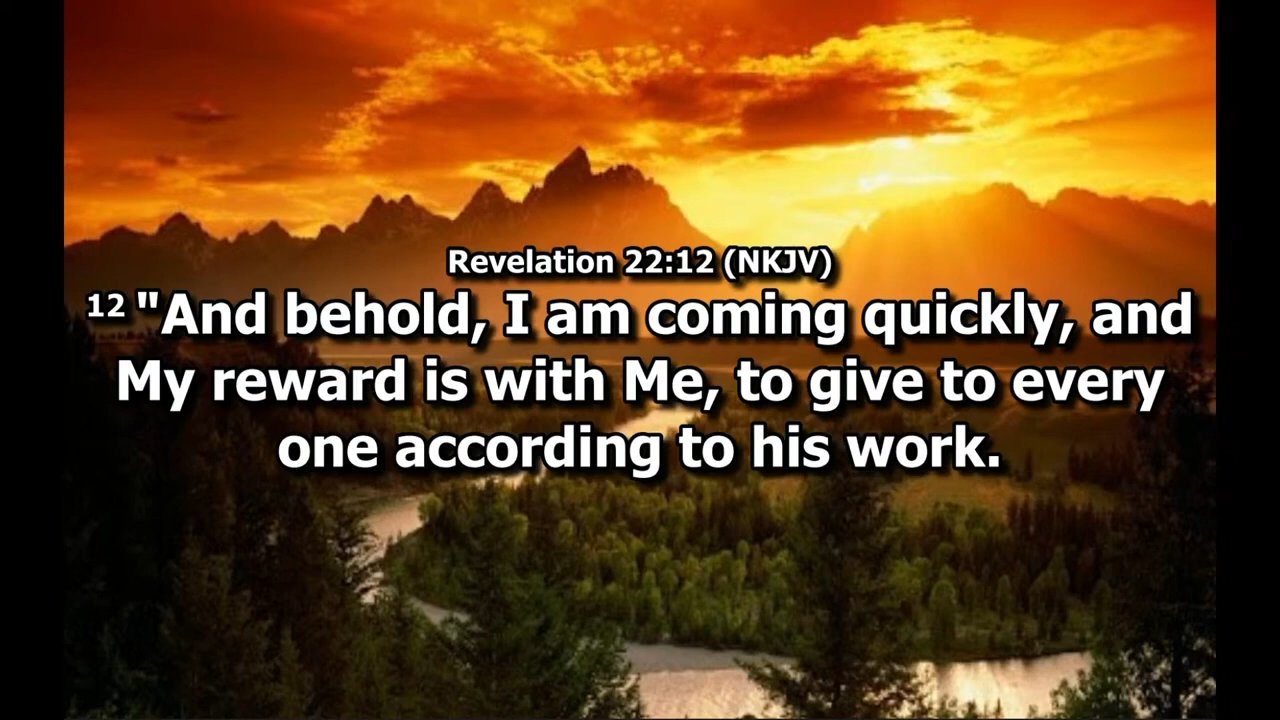 Revelation 22:12 (NKJV)
12 "And behold, I am coming quickly, and
My reward is with Me, to give to every
one according to his work.